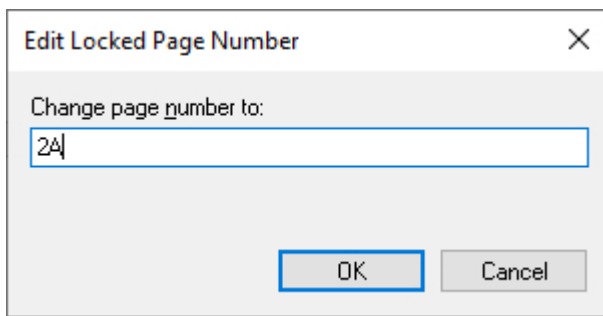 Edit Locked Page Number
Change page number to:
2A
OK
Cancel